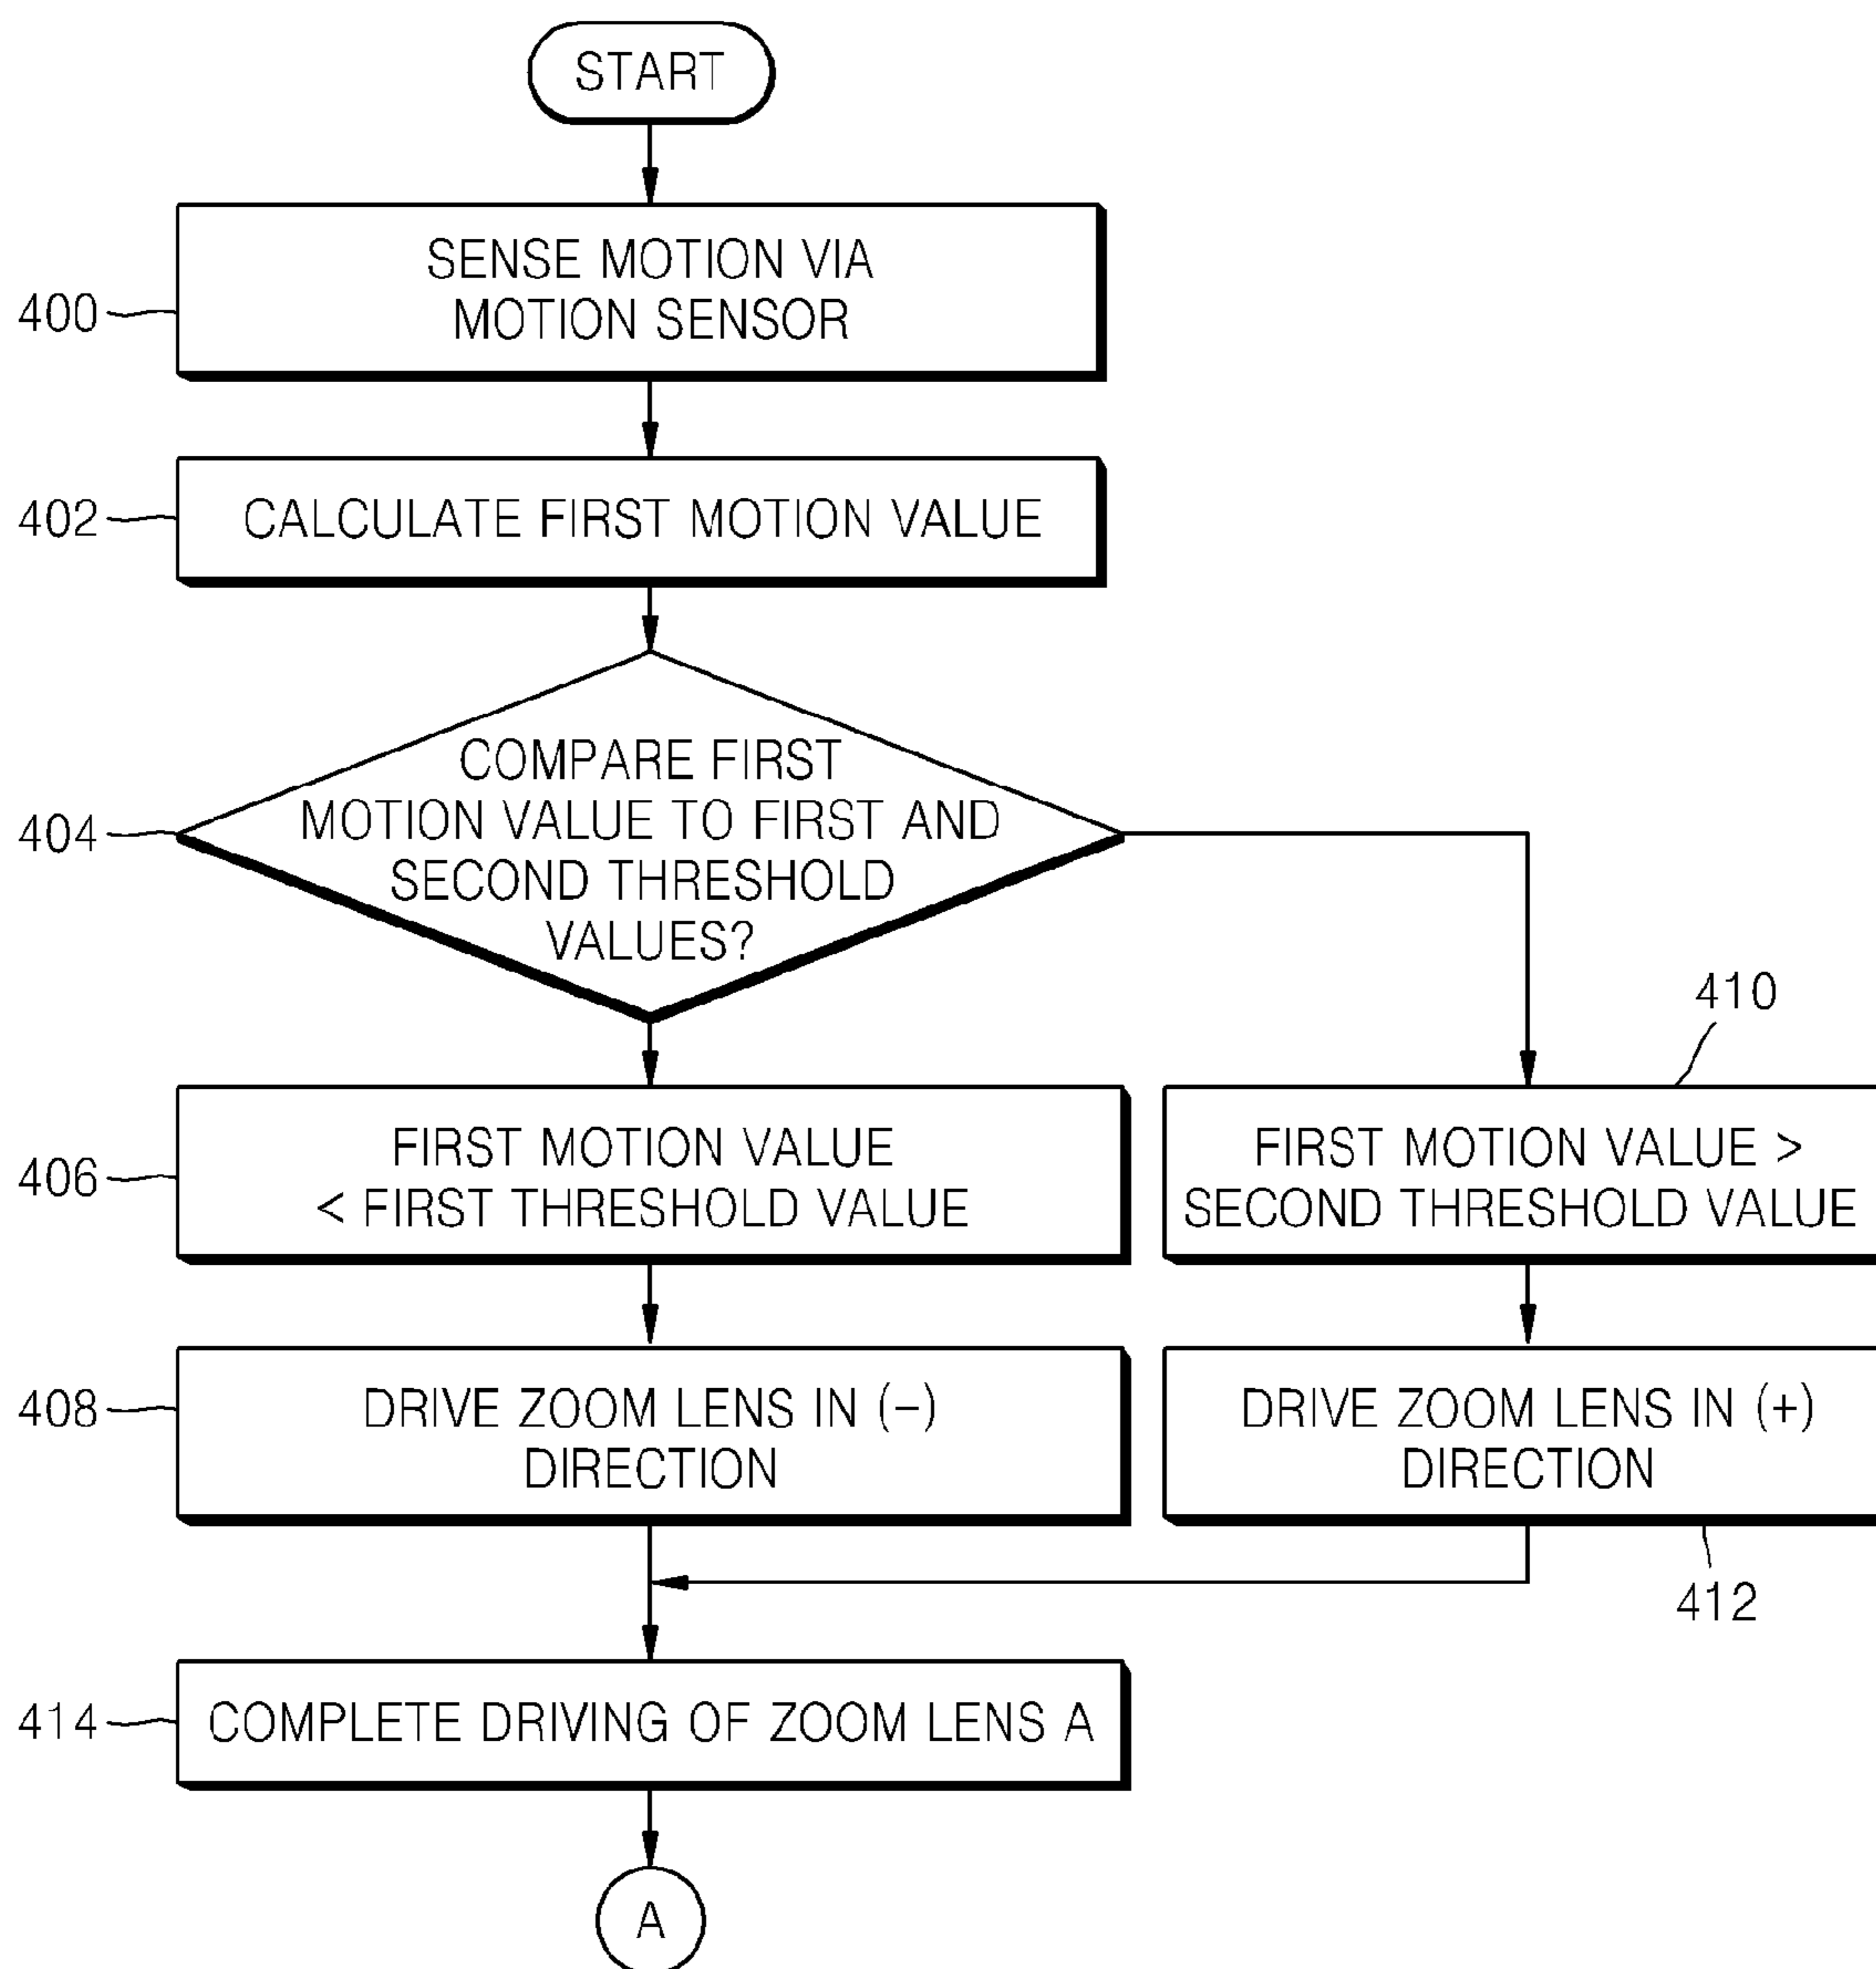 START
400
SENSE MOTION VIA
MOTION SENSOR
402
CALCULATE FIRST MOTION VALUE
404
COMPARE FIRST
MOTION VALUE TO FIRST AND
SECOND THRESHOLD
VALUES?
406
FIRST MOTION VALUE
< FIRST THRESHOLD VALUE
410
FIRST MOTION VALUE >
SECOND THRESHOLD VALUE
408
DRIVE ZOOM LENS IN (−)
DIRECTION
DRIVE ZOOM LENS IN (+)
DIRECTION
412
414
COMPLETE DRIVING OF ZOOM LENS A
A